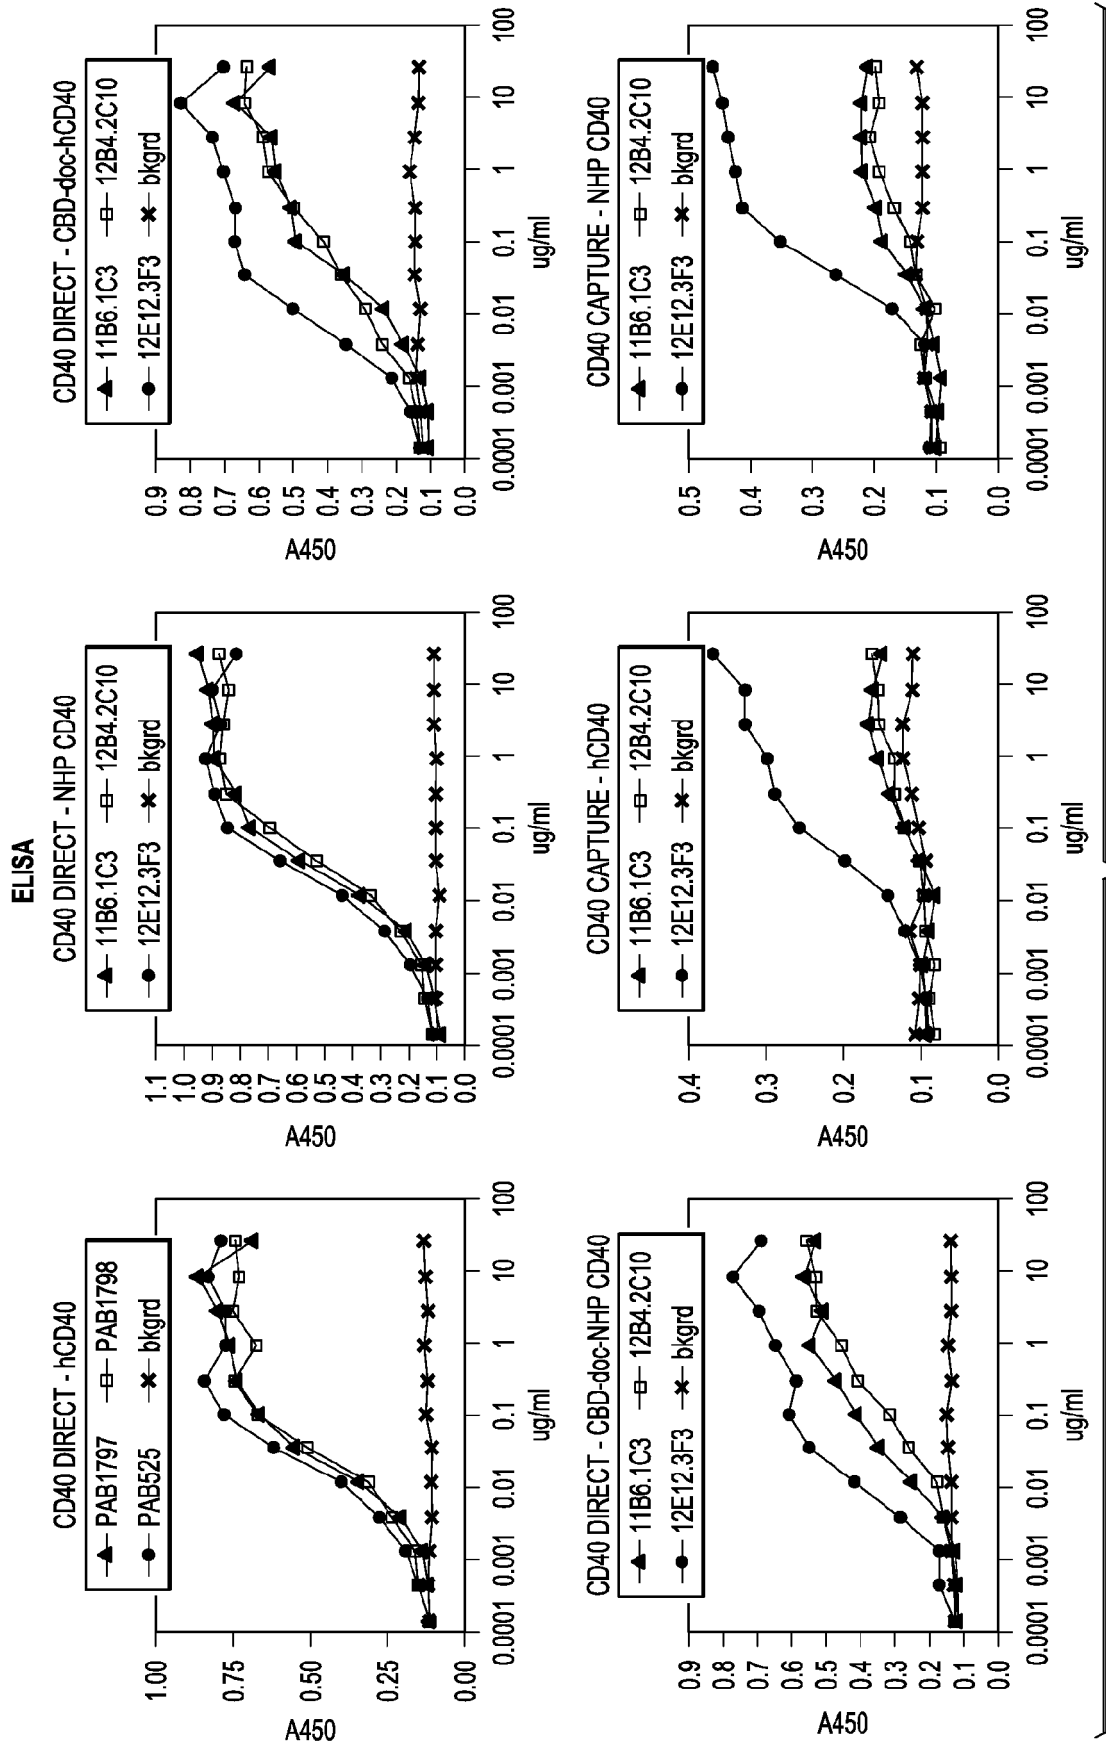 ELISA
CD40 DIRECT - hCD40
PAB1797 PAB1798
PAB525 bkgrd
1.00
0.75
0.50
0.25
0.00
A450
0.0001 0.001 0.01 0.1 1 10 100
ug/ml
CD40 DIRECT - NHP CD40
11B6.1C3 12B4.2C10
12E12.3F3 bkgrd
1.1
1.0
0.9
0.8
0.7
0.6
0.5
0.4
0.3
0.2
0.1
0.0
A450
0.0001 0.001 0.01 0.1 1 10 100
ug/ml
CD40 DIRECT - CBD-doc-hCD40
11B6.1C3 12B4.2C10
12E12.3F3 bkgrd
0.9
0.8
0.7
0.6
0.5
0.4
0.3
0.2
0.1
0.0
A450
0.0001 0.001 0.01 0.1 1 10 100
ug/ml
CD40 DIRECT - CBD-doc-NHP CD40
11B6.1C3 12B4.2C10
12E12.3F3 bkgrd
0.9
0.8
0.7
0.6
0.5
0.4
0.3
0.2
0.1
0.0
A450
0.0001 0.001 0.01 0.1 1 10 100
ug/ml
CD40 CAPTURE - hCD40
11B6.1C3 12B4.2C10
12E12.3F3 bkgrd
0.4
0.3
0.2
0.1
0.0
A450
0.0001 0.001 0.01 0.1 1 10 100
ug/ml
CD40 CAPTURE - NHP CD40
11B6.1C3 12B4.2C10
12E12.3F3 bkgrd
0.5
0.4
0.3
0.2
0.1
0.0
A450
0.0001 0.001 0.01 0.1 1 10 100
ug/ml